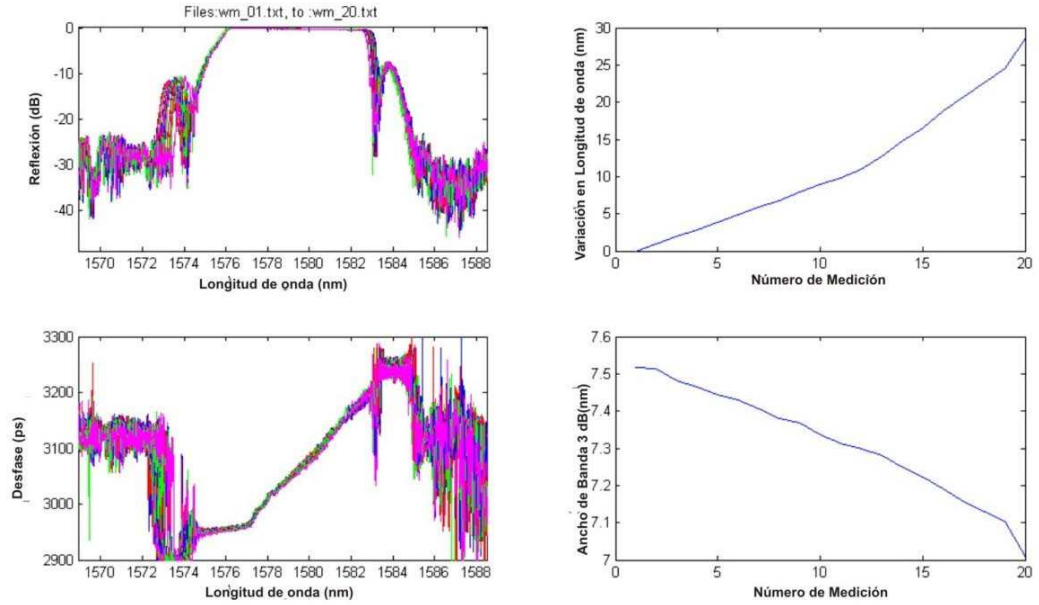 Files:wm_01.txt, to :wm_20.txt
0
-10
-20
-30
-40
Reflexión (dB)
1570 1572 1574 1576 1578 1580 1582 1584 1586 1588
Longitud de onda (nm)
30
25
20
15
10
5
0
Variación en Longitud de onda (nm)
0 5 10 15 20
Número de Medición
3300
3200
3100
3000
2900
Desfase (ps)
1570 1572 1574 1576 1578 1580 1582 1584 1586 1588
Longitud de onda (nm)
7.6
7.5
7.4
7.3
7.2
7.1
7
Ancho de Banda 3 dB(nm)
0 5 10 15 20
Número de Medición